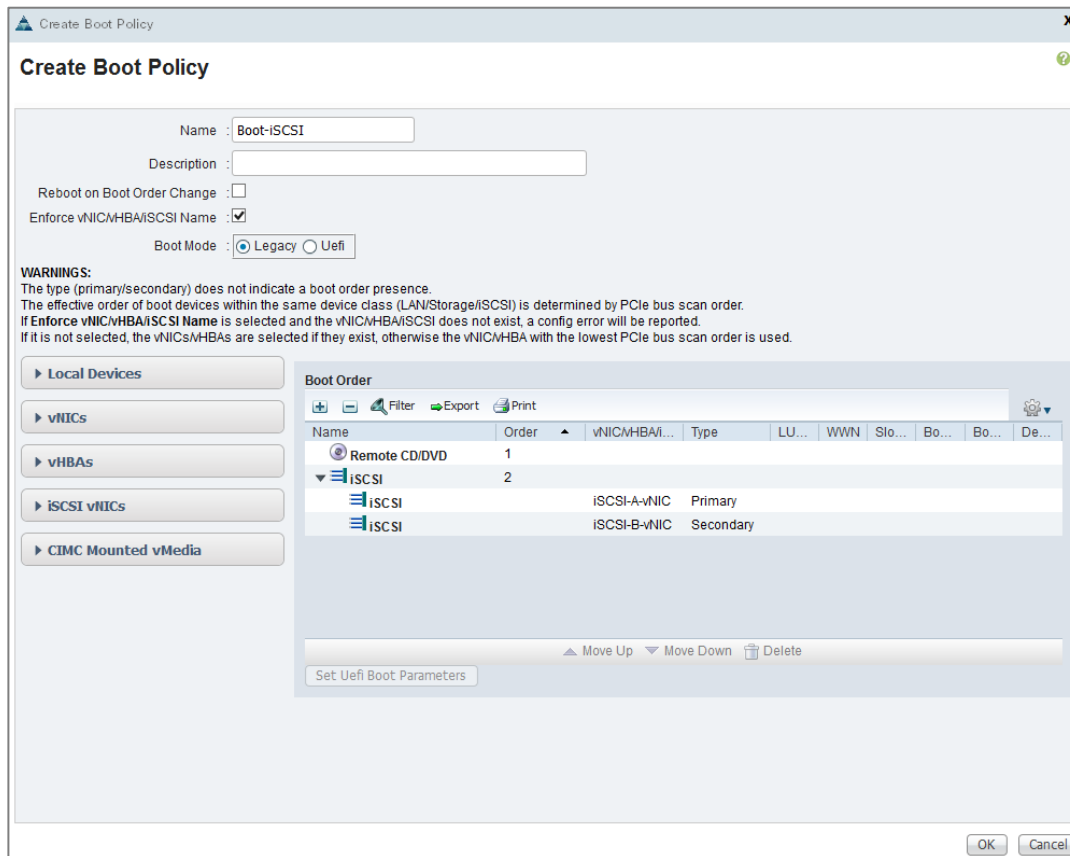 Create Boot Policy
x
Create Boot Policy
?
Name : Boot-iSCSI
Description :
Reboot on Boot Order Change :
Enforce vNIC/vHBA/iSCSI Name :
Boot Mode : Legacy Uefi
WARNINGS:
The type (primary/secondary) does not indicate a boot order presence.
The effective order of boot devices within the same device class (LAN/Storage/iSCSI) is determined by PCIe bus scan order.
If Enforce vNIC/vHBA/iSCSI Name is selected and the vNIC/vHBA/iSCSI does not exist, a config error will be reported.
If it is not selected, the vNICs/vHBAs are selected if they exist, otherwise the vNIC/vHBA with the lowest PCIe bus scan order is used.
Local Devices
vNICs
vHBAs
iSCSI vNICs
CIMC Mounted vMedia
Boot Order
Filter Export Print
Name Order vNIC/vHBA/i... Type LU... WWN Slo... Bo... Bo... De...
Remote CD/DVD 1
iSCSI 2
iSCSI iSCSI-A-vNIC Primary
iSCSI iSCSI-B-vNIC Secondary
Move Up Move Down Delete
Set Uefi Boot Parameters
OK Cancel